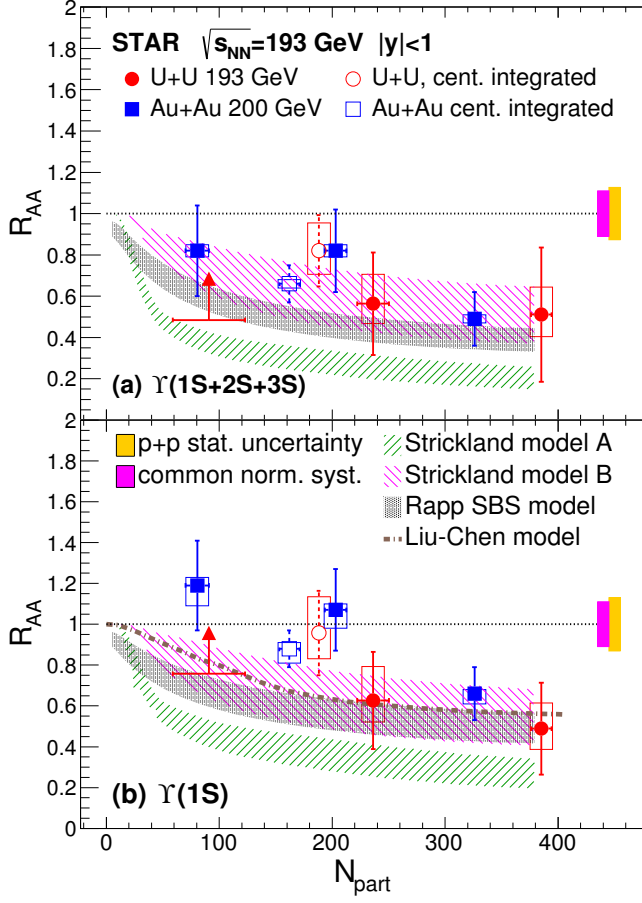 STAR √s_NN=193 GeV |y|<1
U+U 193 GeV
U+U, cent. integrated
Au+Au 200 GeV
Au+Au cent. integrated
R_AA
2
1.8
1.6
1.4
1.2
1
0.8
0.6
0.4
0.2
(a) ϒ(1S+2S+3S)
p+p stat. uncertainty
common norm. syst.
Strickland model A
Strickland model B
Rapp SBS model
Liu-Chen model
R_AA
2
1.8
1.6
1.4
1.2
1
0.8
0.6
0.4
0.2
0
(b) ϒ(1S)
0 100 200 300 400
N_part